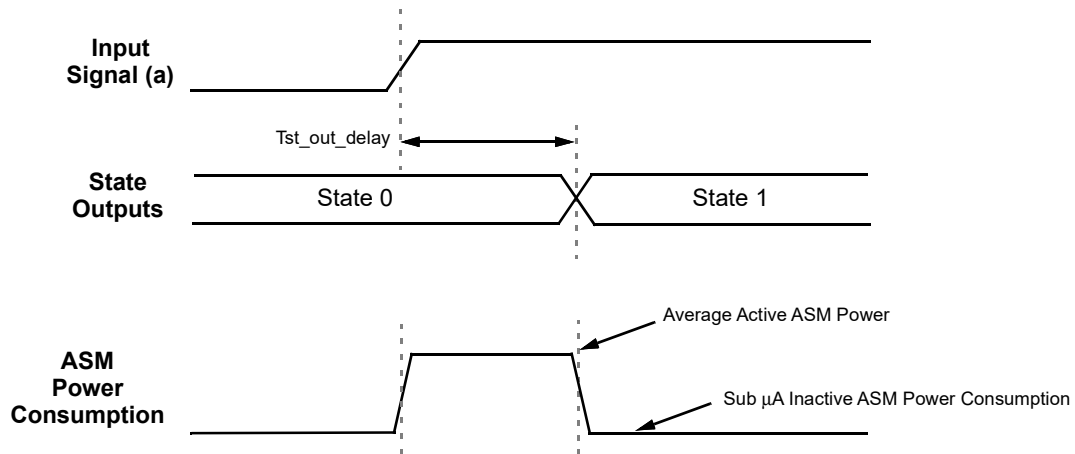 Input
Signal (a)
Tst_out_delay
State
Outputs
State 0
State 1
Average Active ASM Power
ASM
Power
Consumption
Sub μA Inactive ASM Power Consumption